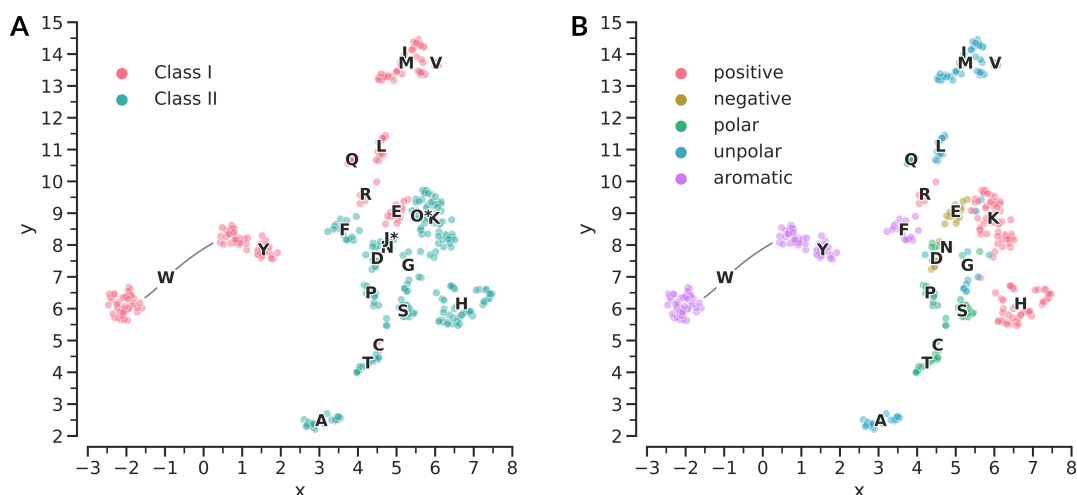 A
B
15
14
13
12
11
10
9
8
7
6
5
4
3
2
y
Class I
Class II
I
M
V
L
Q
R
E
O*
K
F
J*
N
D
G
Y
W
P
S
H
C
T
A
−3 −2 −1 0 1 2 3 4 5 6 7 8
x
15
14
13
12
11
10
9
8
7
6
5
4
3
2
y
positive
negative
polar
unpolar
aromatic
I
M
V
L
Q
R
E
K
F
N
D
G
Y
W
P
S
H
C
T
A
−3 −2 −1 0 1 2 3 4 5 6 7 8
x